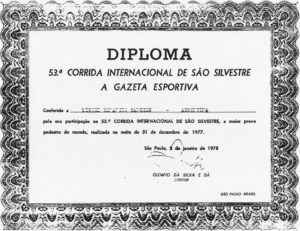 DIPLOMA
53.ª CORRIDA INTERNACIONAL DE SÃO SILVESTRE
A GAZETA ESPORTIVA
Conferido a
pela sua participação na 53.ª CORRIDA INTERNACIONAL DE SÃO SILVESTRE, a maior prova
pedestre do mundo, realizada na noite de 31 de dezembro de 1977.
São Paulo, 2 de janeiro de 1978
OLIMPIO DA SILVA E SÁ
DIRETOR
SÃO PAULO - BRASIL